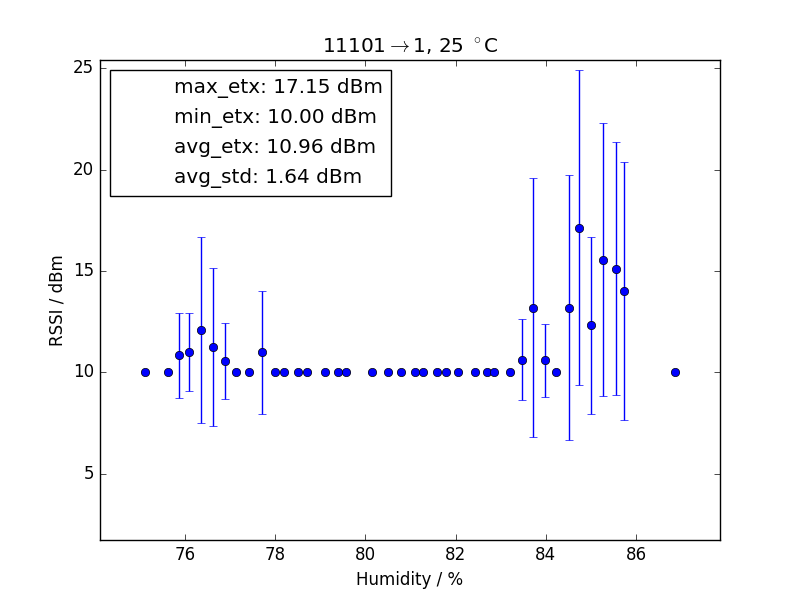 11101→1, 25 °C
max_etx: 17.15 dBm
min_etx: 10.00 dBm
avg_etx: 10.96 dBm
avg_std: 1.64 dBm
25
20
15
10
5
RSSI / dBm
76 78 80 82 84 86
Humidity / %